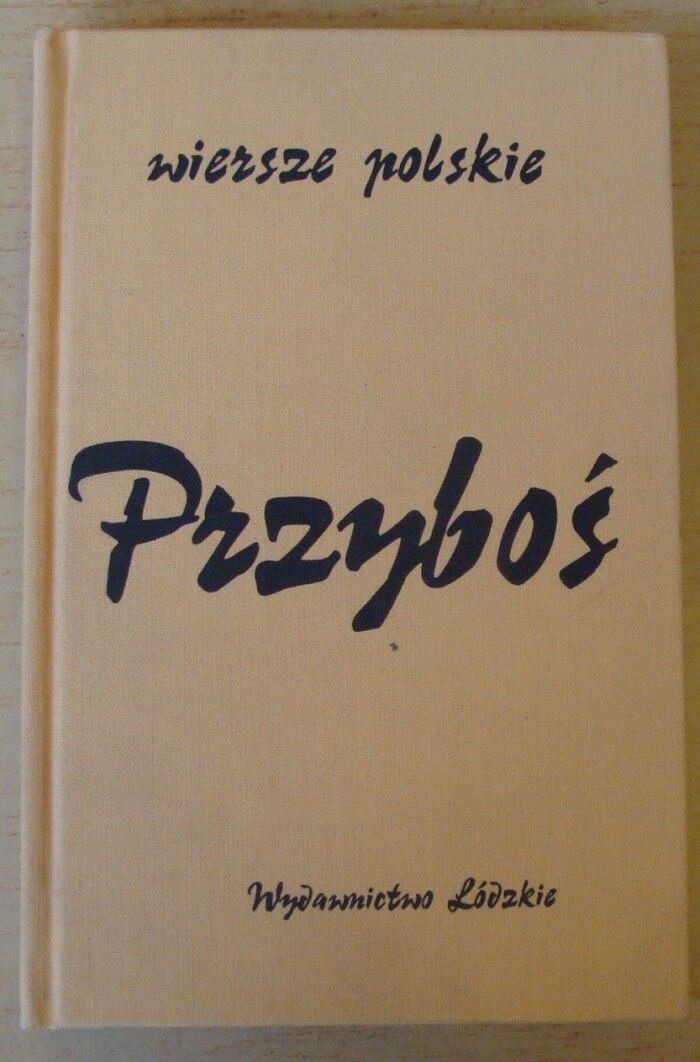 wiersze polskie
Przyboś
Wydawnictwo Łódzkie